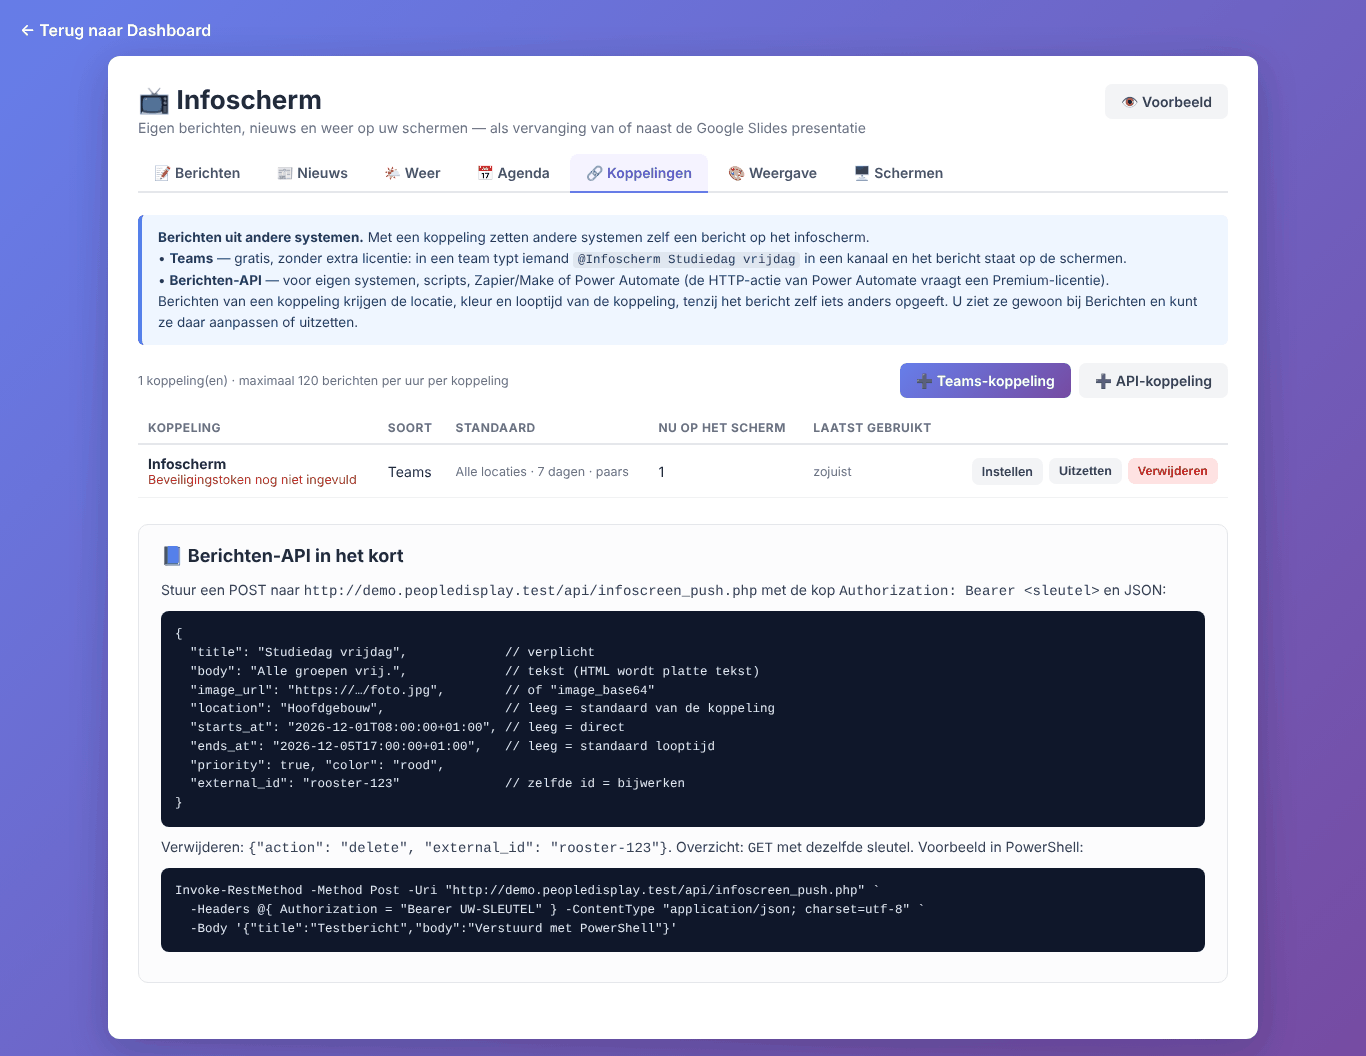 ← Terug naar Dashboard
📺 Infoscherm
👁️ Voorbeeld
Eigen berichten, nieuws en weer op uw schermen — als vervanging van of naast de Google Slides presentatie
📝 Berichten 📰 Nieuws 🌤️ Weer 📅 Agenda 🔗 Koppelingen 🎨 Weergave 🖥️ Schermen
Berichten uit andere systemen. Met een koppeling zetten andere systemen zelf een bericht op het infoscherm.
• Teams — gratis, zonder extra licentie: in een team typt iemand @Infoscherm Studiedag vrijdag in een kanaal en het bericht staat op de schermen.
• Berichten-API — voor eigen systemen, scripts, Zapier/Make of Power Automate (de HTTP-actie van Power Automate vraagt een Premium-licentie).
Berichten van een koppeling krijgen de locatie, kleur en looptijd van de koppeling, tenzij het bericht zelf iets anders opgeeft. U ziet ze gewoon bij Berichten en kunt
ze daar aanpassen of uitzetten.
1 koppeling(en) · maximaal 120 berichten per uur per koppeling
➕ Teams-koppeling ➕ API-koppeling
KOPPELING SOORT STANDAARD NU OP HET SCHERM LAATST GEBRUIKT
Infoscherm
Beveiligingstoken nog niet ingevuld
Teams Alle locaties · 7 dagen · paars 1 zojuist Instellen Uitzetten Verwijderen
📘 Berichten-API in het kort
Stuur een POST naar http://demo.peopledisplay.test/api/infoscreen_push.php met de kop Authorization: Bearer <sleutel> en JSON:
{
  "title": "Studiedag vrijdag",             // verplicht
  "body": "Alle groepen vrij.",             // tekst (HTML wordt platte tekst)
  "image_url": "https://…/foto.jpg",        // of "image_base64"
  "location": "Hoofdgebouw",                // leeg = standaard van de koppeling
  "starts_at": "2026-12-01T08:00:00+01:00", // leeg = direct
  "ends_at": "2026-12-05T17:00:00+01:00",   // leeg = standaard looptijd
  "priority": true, "color": "rood",
  "external_id": "rooster-123"              // zelfde id = bijwerken
}
Verwijderen: {"action": "delete", "external_id": "rooster-123"}. Overzicht: GET met dezelfde sleutel. Voorbeeld in PowerShell:
Invoke-RestMethod -Method Post -Uri "http://demo.peopledisplay.test/api/infoscreen_push.php" `
  -Headers @{ Authorization = "Bearer UW-SLEUTEL" } -ContentType "application/json; charset=utf-8" `
  -Body '{"title":"Testbericht","body":"Verstuurd met PowerShell"}'